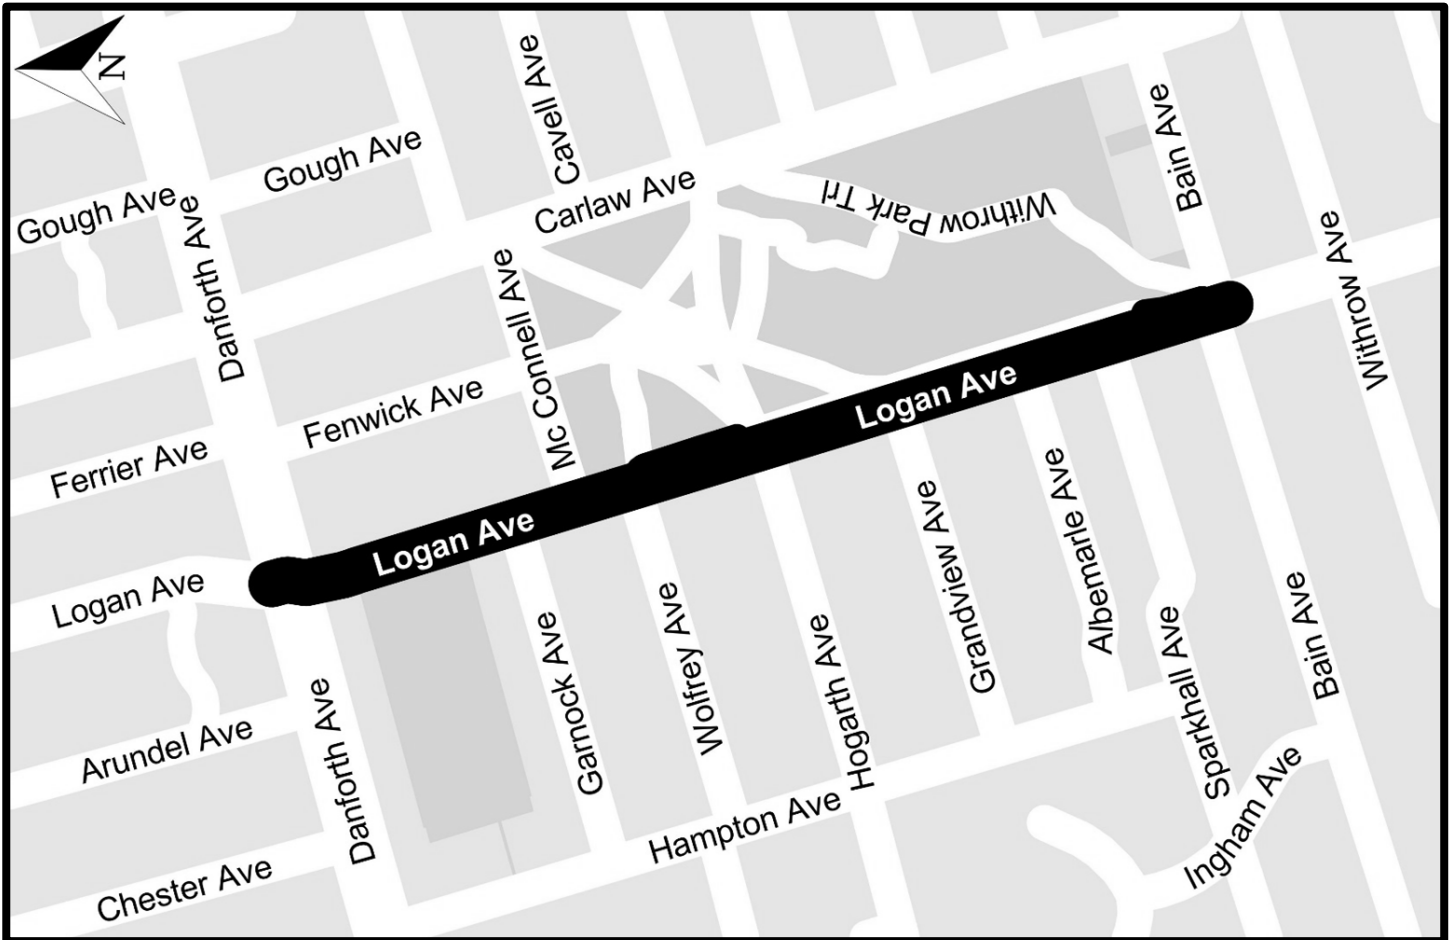 N
Cavell Ave
Gough Ave
Bain Ave
Gough Ave
Carlaw Ave
Withrow Park Trl
Danforth Ave
Withrow Ave
Mc Connell Ave
Fenwick Ave
Logan Ave
Ferrier Ave
Logan Ave
Logan Ave
Grandview Ave
Albemarle Ave
Garnock Ave
Wolfrey Ave
Hogarth Ave
Sparkhall Ave
Bain Ave
Arundel Ave
Danforth Ave
Hampton Ave
Ingham Ave
Chester Ave